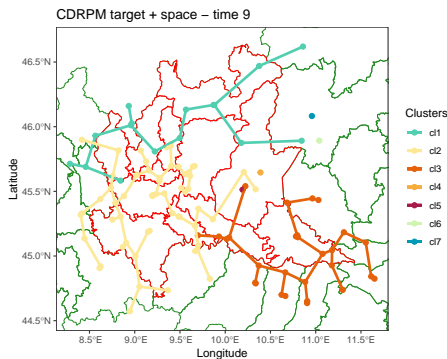 CDRPM target + space − time 9
46.5°N
46.0°N
45.5°N
45.0°N
44.5°N
Latitude
8.5°E 9.0°E 9.5°E 10.0°E 10.5°E 11.0°E 11.5°E
Longitude
Clusters
cl1
cl2
cl3
cl4
cl5
cl6
cl7